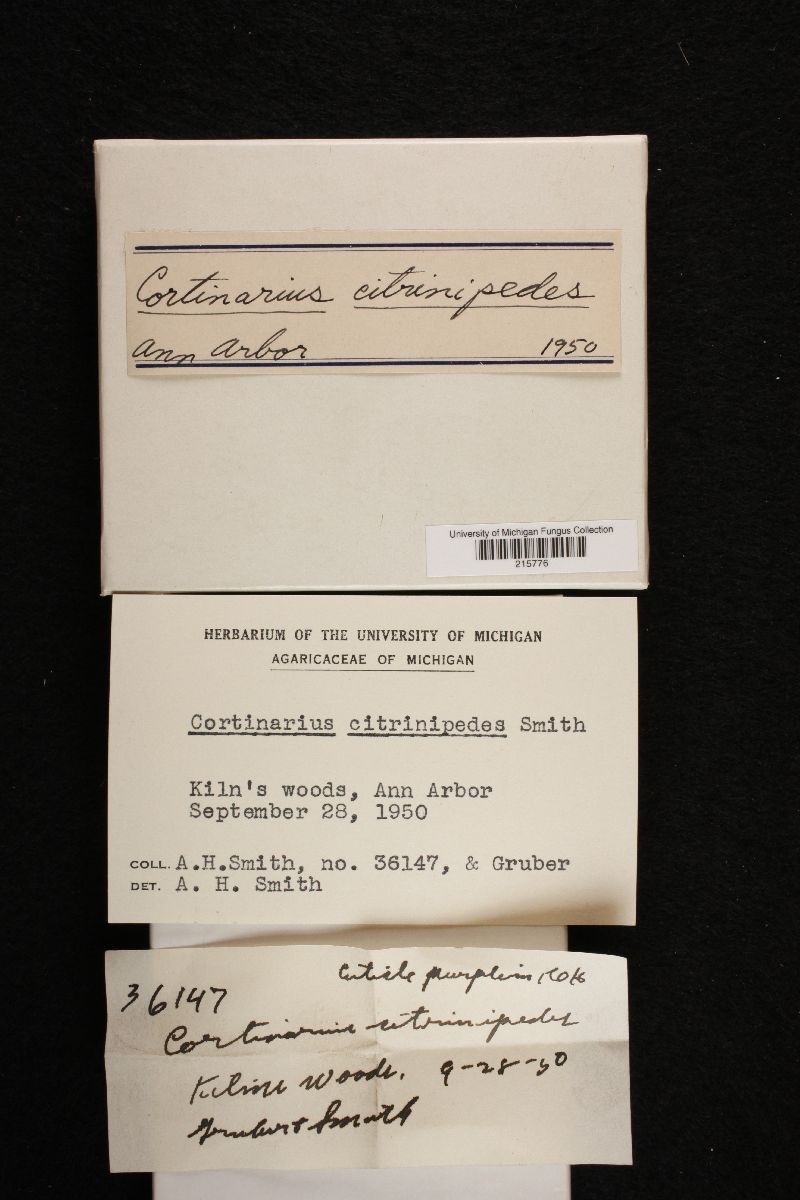 Cortinarius citrinipedes
Ann Arbor 1950
University of Michigan Fungus Collection
215776
HERBARIUM OF THE UNIVERSITY OF MICHIGAN
AGARICACEAE OF MICHIGAN
Cortinarius citrinipedes Smith
Kiln's woods, Ann Arbor
September 28, 1950
COLL. A.H.Smith, no. 36147, & Gruber
DET. A. H. Smith
Cuticle purple in KOH
36147
Cortinarius citrinipedes
woods, 9-28-50
Gruber & Smith